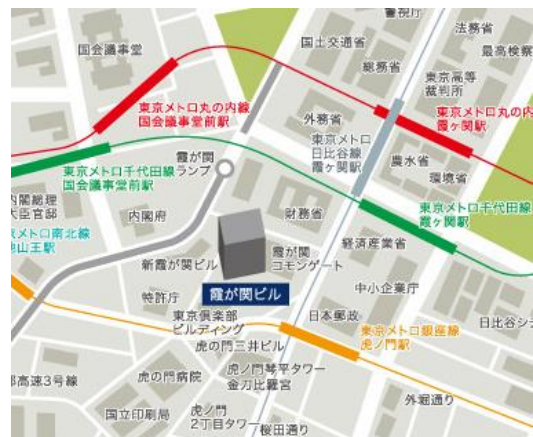 警視庁
法務省
国土交通省
最高検察
国会議事堂
総務省
東京高等
裁判所
東京メトロ丸の内線
国会議事堂前駅
外務省
東京メトロ丸の内
霞ヶ関駅
東京メトロ
日比谷線
霞ヶ関駅
農水省
環境省
霞が関
ランプ
東京メトロ千代田線
国会議事堂前駅
内閣総理
大臣官邸
内閣府
財務省
東京メトロ千代田線
霞ヶ関駅
メトロ南北線
山王駅
経済産業省
新霞が関ビル
霞が関
コモンゲート
霞が関ビル
特許庁
中小企業庁
東京倶楽部
ビルディング
日本郵政
日比谷シ
東京メトロ銀座線
虎ノ門駅
虎の門三井ビル
高速3号線
虎の門病院
虎ノ門琴平タワー
金刀比羅宮
外堀通り
国立印刷局
虎ノ門
2丁目タワー
桜田通り